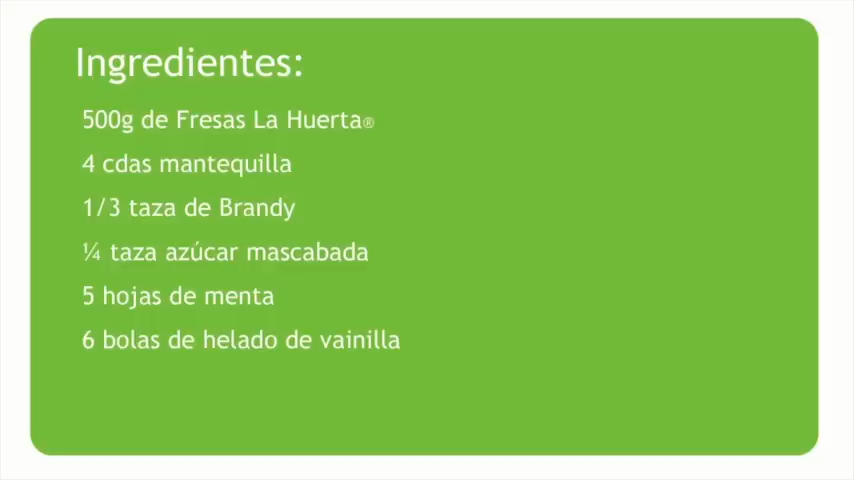 Ingredientes:
500g de Fresas La Huerta®
4 cdas mantequilla
1/3 taza de Brandy
¼ taza azúcar mascabada
5 hojas de menta
6 bolas de helado de vainilla